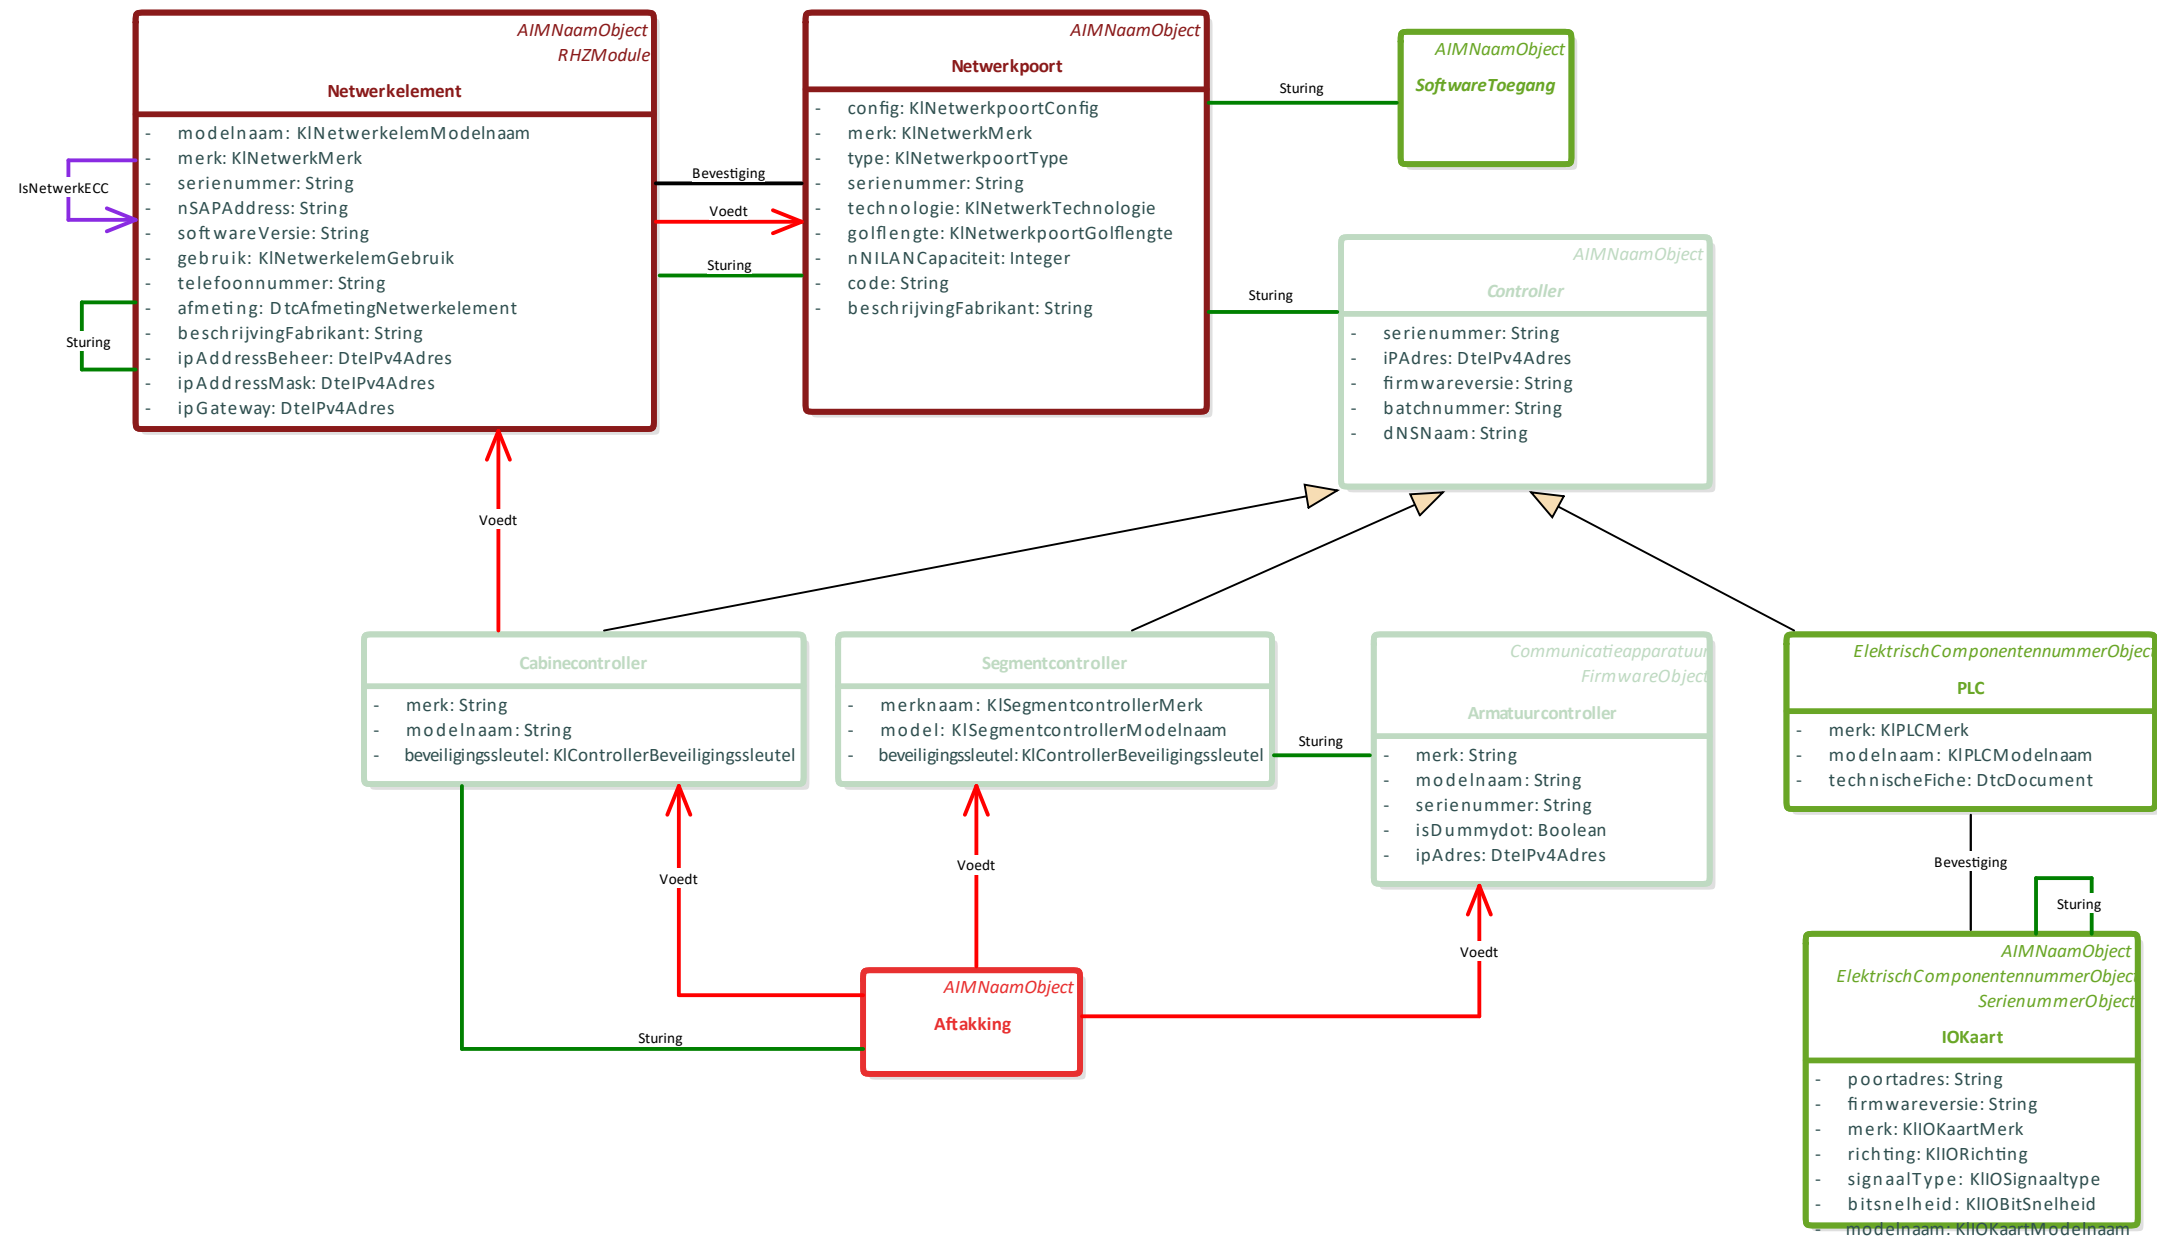 AIMNaamObject
RHZModule
Netwerkelement
- modelnaam: KlNetwerkelemModelnaam
- merk: KlNetwerkMerk
- serienummer: String
- nSAPAddress: String
- softwareVersie: String
- gebruik: KlNetwerkelemGebruik
- telefoonnummer: String
- afmeting: DtcAfmetingNetwerkelement
- beschrijvingFabrikant: String
- ipAddressBeheer: DteIPv4Adres
- ipAddressMask: DteIPv4Adres
- ipGateway: DteIPv4Adres
IsNetwerkECC
Sturing
Bevestiging
Voedt
Sturing
AIMNaamObject
Netwerkpoort
- config: KlNetwerkpoortConfig
- merk: KlNetwerkMerk
- type: KlNetwerkpoortType
- serienummer: String
- technologie: KlNetwerkTechnologie
- golflengte: KlNetwerkpoortGolflengte
- nNILANCapaciteit: Integer
- code: String
- beschrijvingFabrikant: String
Sturing
AIMNaamObject
SoftwareToegang
Sturing
AIMNaamObject
Controller
- serienummer: String
- iPAdres: DteIPv4Adres
- firmwareversie: String
- batchnummer: String
- dNSNaam: String
Voedt
Cabinecontroller
- merk: String
- modelnaam: String
- beveiligingssleutel: KlControllerBeveiligingssleutel
Segmentcontroller
- merknaam: KlSegmentcontrollerMerk
- model: KlSegmentcontrollerModelnaam
- beveiligingssleutel: KlControllerBeveiligingssleutel
Sturing
Communicatieapparatuur
FirmwareObject
Armatuurcontroller
- merk: String
- modelnaam: String
- serienummer: String
- isDummydot: Boolean
- ipAdres: DteIPv4Adres
ElektrischComponentennummerObject
PLC
- merk: KlPLCMerk
- modelnaam: KlPLCModelnaam
- technischeFiche: DtcDocument
Voedt
Voedt
Voedt
Bevestiging
Sturing
Sturing
AIMNaamObject
Aftakking
AIMNaamObject
ElektrischComponentennummerObject
SerienummerObject
IOKaart
- poortadres: String
- firmwareversie: String
- merk: KlIOKaartMerk
- richting: KlIORichting
- signaalType: KlIOSignaaltype
- bitsnelheid: KlIOBitSnelheid
- modelnaam: KlIOKaartModelnaam